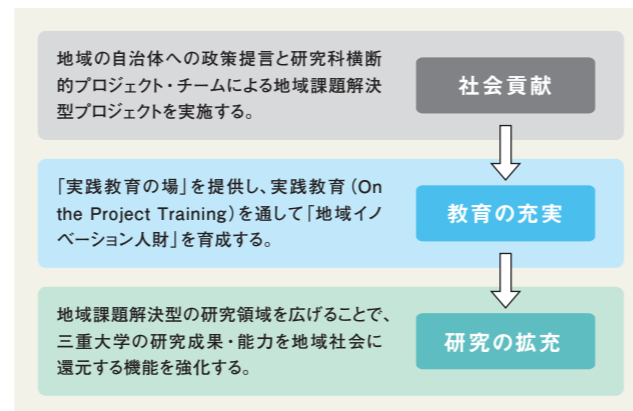 地域の自治体への政策提言と研究科横断
的プロジェクト・チームによる地域課題解決
型プロジェクトを実施する。
社会貢献
「実践教育の場」を提供し、実践教育（On
the Project Training）を通して「地域イノ
ベーション人財」を育成する。
教育の充実
地域課題解決型の研究領域を広げることで、
三重大学の研究成果・能力を地域社会に
還元する機能を強化する。
研究の拡充